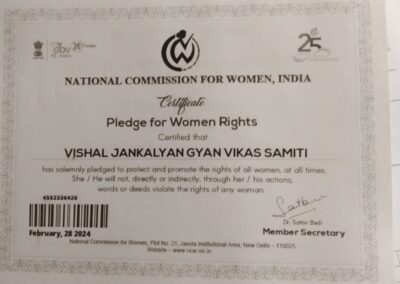 25
NATIONAL COMMISSION FOR WOMEN, INDIA
Certificate
Pledge for Women Rights
Certified that
VISHAL JANKALYAN GYAN VIKAS SAMITI
has solemnly pledged to protect and promote the rights of all women, at all times.
She / He will not, directly or indirectly, through her / his actions,
words or deeds violate the rights of any woman.
4552336426
February, 28 2024
Member Secretary
National Commission for Women, Plot No. 21, Jasola Institutional Area, New Delhi – 110025
Website – www.ncw.nic.in